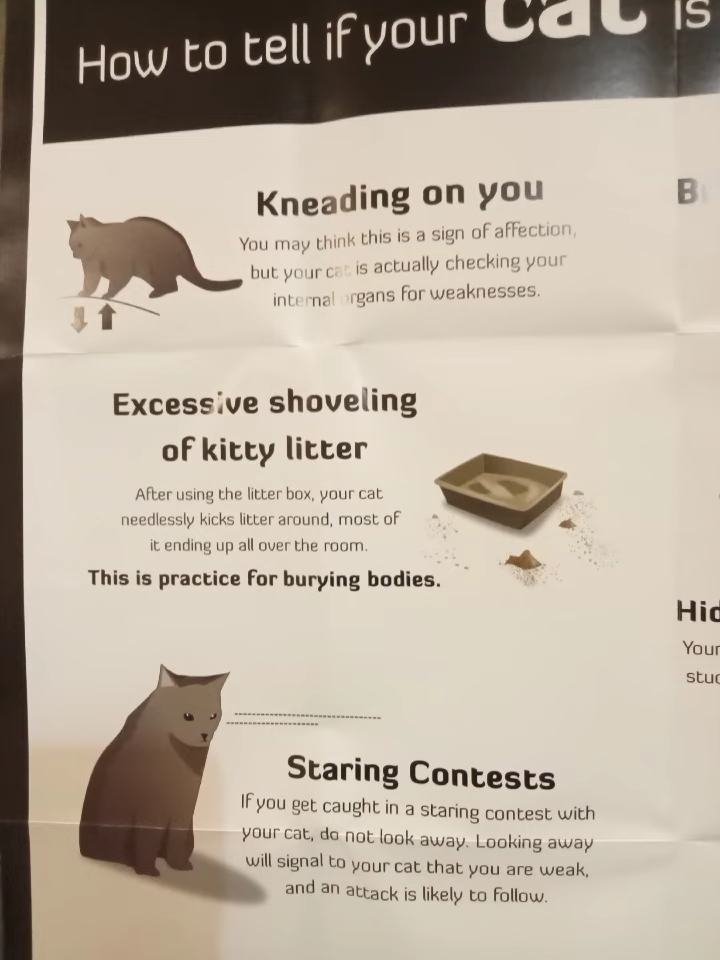 How to tell if your cat is
Kneading on you
You may think this is a sign of affection,
but your cat is actually checking your
internal organs for weaknesses.
Excessive shoveling
of kitty litter
After using the litter box, your cat
needlessly kicks litter around, most of
it ending up all over the room.
This is practice for burying bodies.
Staring Contests
If you get caught in a staring contest with
your cat, do not look away. Looking away
will signal to your cat that you are weak,
and an attack is likely to follow.
B
Hid
Your